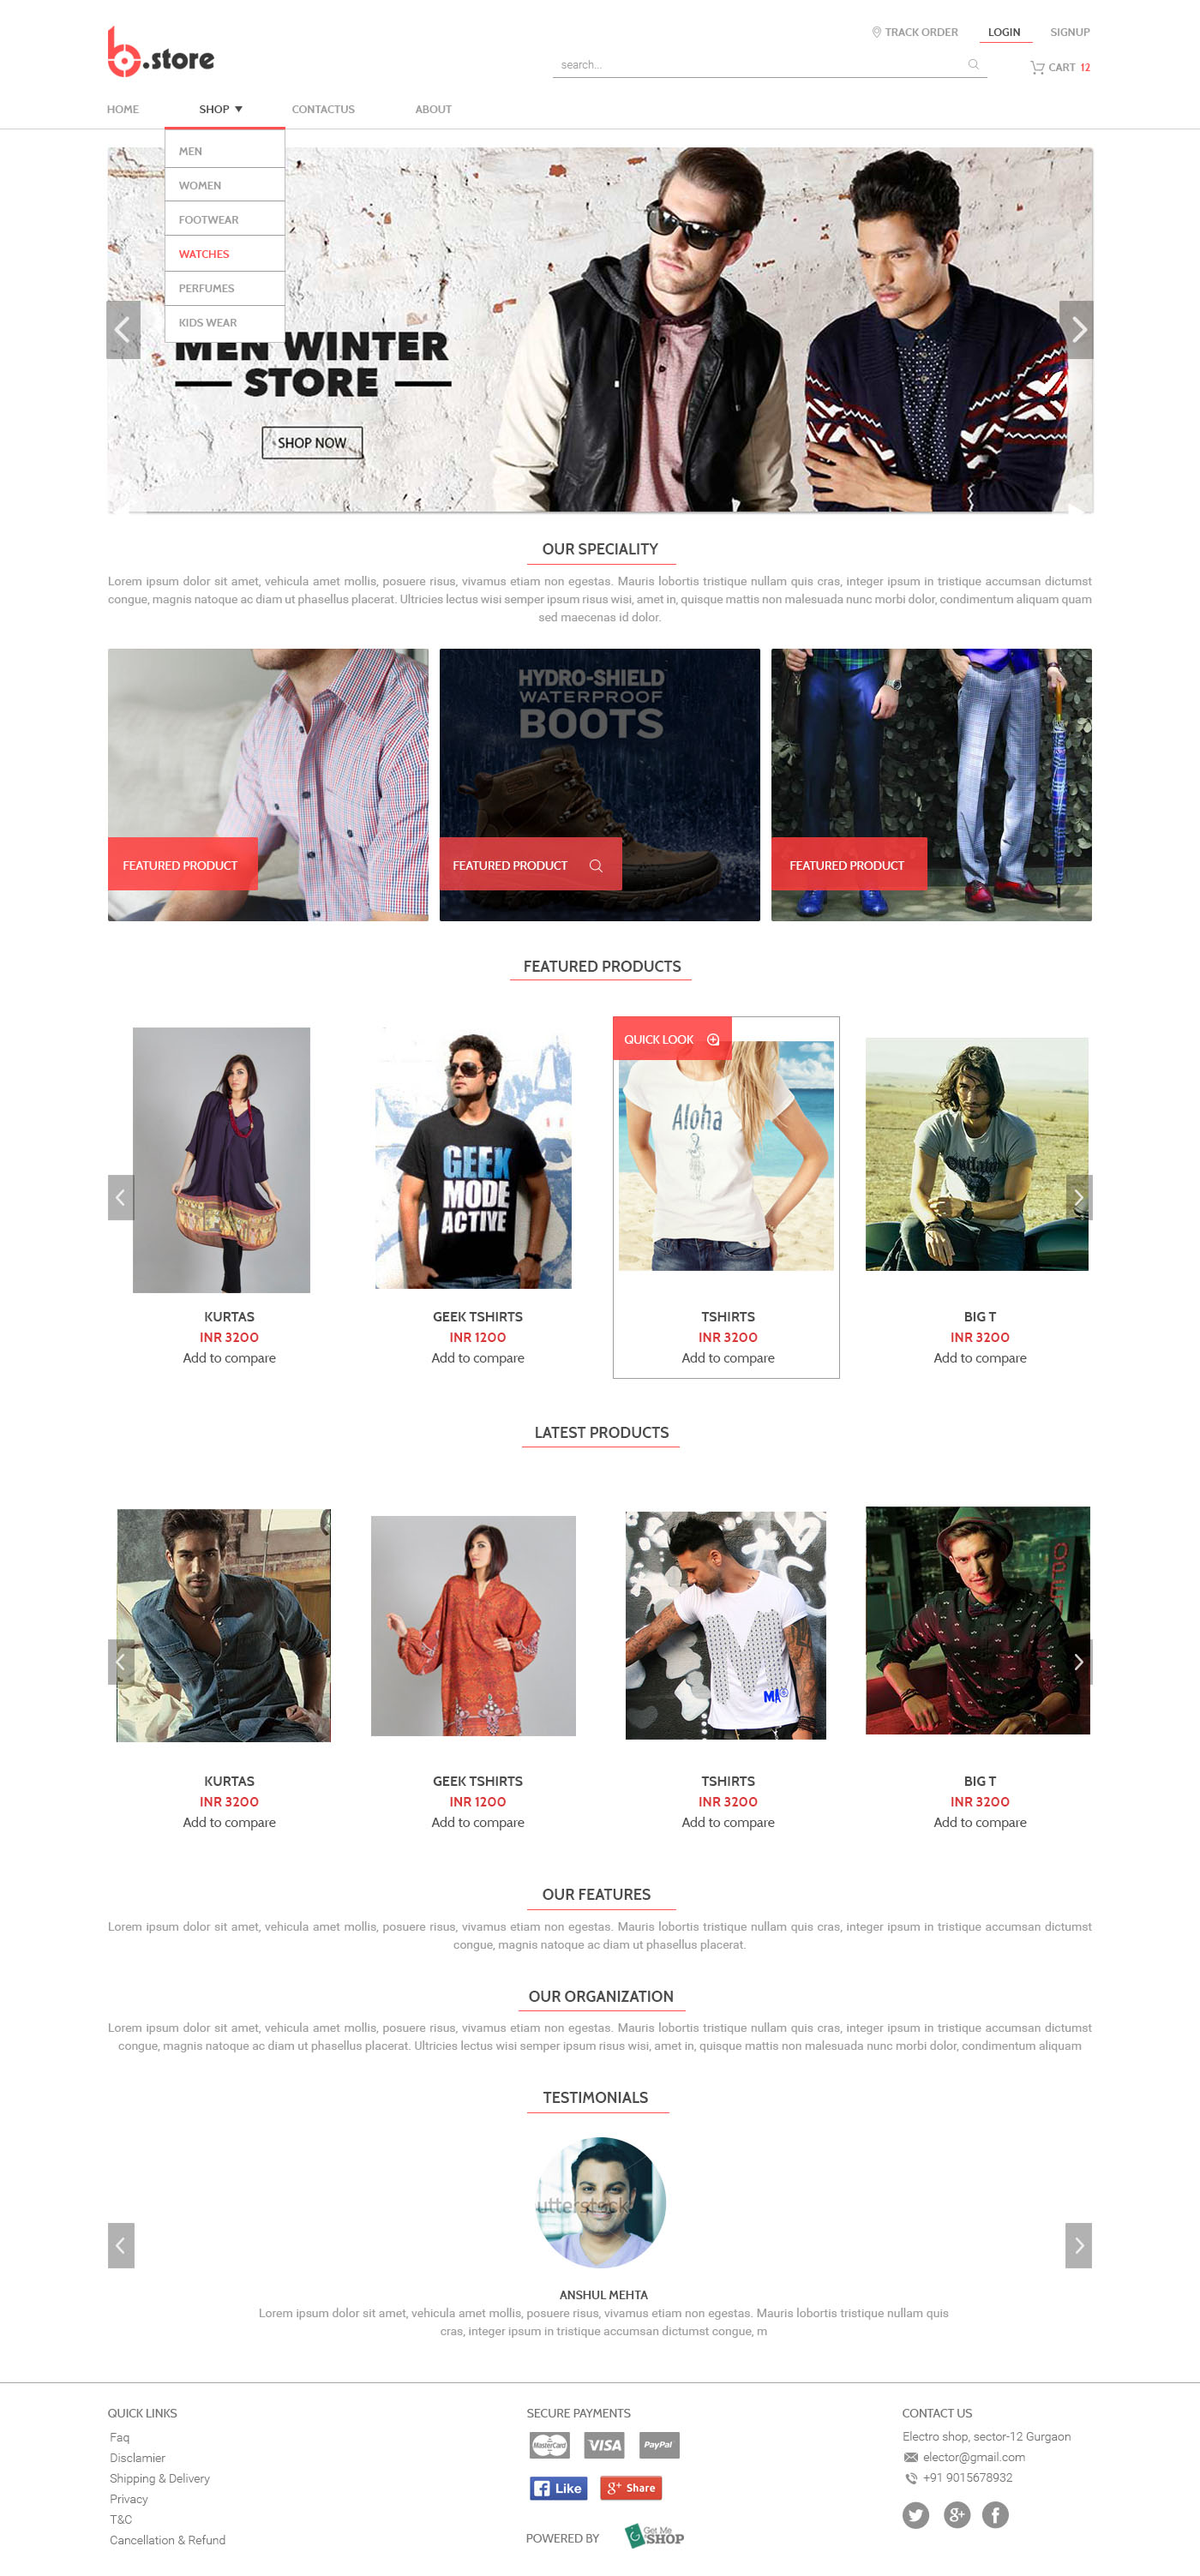 b.store
TRACK ORDER
LOGIN
SIGNUP
search...
CART 12
HOME
SHOP
CONTACTUS
ABOUT
MEN
WOMEN
FOOTWEAR
WATCHES
PERFUMES
KIDS WEAR
MEN WINTER
STORE
SHOP NOW
OUR SPECIALITY
Lorem ipsum dolor sit amet, vehicula amet mollis, posuere risus, vivamus etiam non egestas. Mauris lobortis tristique nullam quis cras, integer ipsum in tristique accumsan dictumst
congue, magnis natoque ac diam ut phasellus placerat. Ultricies lectus wisi semper ipsum risus wisi, amet in, quisque mattis non malesuada nunc morbi dolor, condimentum aliquam quam
sed maecenas id dolor.
HYDRO-SHIELD
WATERPROOF
BOOTS
FEATURED PRODUCT
FEATURED PRODUCT
FEATURED PRODUCT
FEATURED PRODUCTS
QUICK LOOK
GEEK
MODE
ACTIVE
Aloha
KURTAS
INR 3200
Add to compare
GEEK TSHIRTS
INR 1200
Add to compare
TSHIRTS
INR 3200
Add to compare
BIG T
INR 3200
Add to compare
LATEST PRODUCTS
KURTAS
INR 3200
Add to compare
GEEK TSHIRTS
INR 1200
Add to compare
TSHIRTS
INR 3200
Add to compare
BIG T
INR 3200
Add to compare
OUR FEATURES
Lorem ipsum dolor sit amet, vehicula amet mollis, posuere risus, vivamus etiam non egestas. Mauris lobortis tristique nullam quis cras, integer ipsum in tristique accumsan dictumst
congue, magnis natoque ac diam ut phasellus placerat.
OUR ORGANIZATION
Lorem ipsum dolor sit amet, vehicula amet mollis, posuere risus, vivamus etiam non egestas. Mauris lobortis tristique nullam quis cras, integer ipsum in tristique accumsan dictumst
congue, magnis natoque ac diam ut phasellus placerat. Ultricies lectus wisi semper ipsum risus wisi, amet in, quisque mattis non malesuada nunc morbi dolor, condimentum aliquam
TESTIMONIALS
utterstock
ANSHUL MEHTA
Lorem ipsum dolor sit amet, vehicula amet mollis, posuere risus, vivamus etiam non egestas. Mauris lobortis tristique nullam quis
cras, integer ipsum in tristique accumsan dictumst congue, m
QUICK LINKS
Faq
Disclamier
Shipping & Delivery
Privacy
T&C
Cancellation & Refund
SECURE PAYMENTS
MasterCard
VISA
PayPal
Like
g+ Share
POWERED BY
Get Me
SHOP
CONTACT US
Electro shop, sector-12 Gurgaon
elector@gmail.com
+91 9015678932